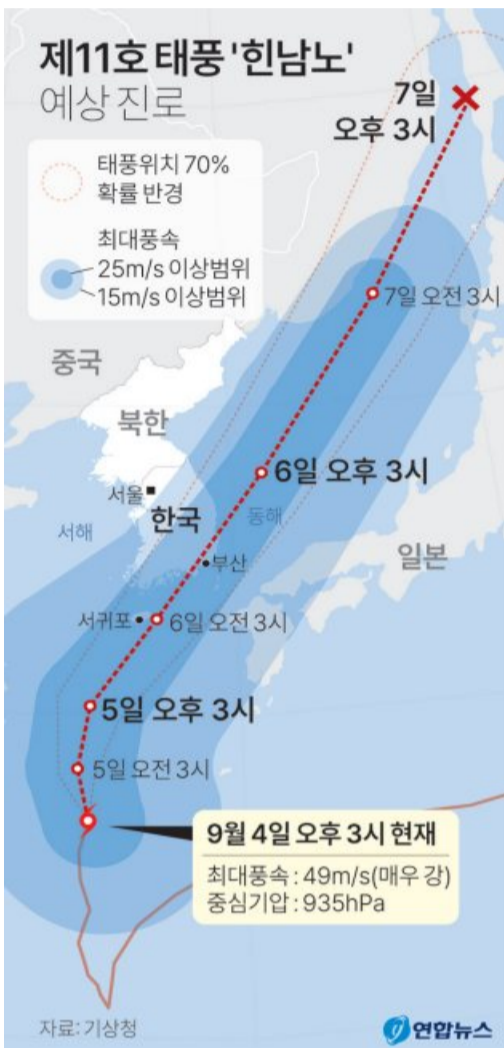 제11호 태풍 '힌남노'
예상 진로
태풍위치 70%
확률 반경
최대풍속
25m/s 이상범위
15m/s 이상범위
7일
오후 3시
7일 오전 3시
중국
북한
6일 오후 3시
서울
한국
동해
서해
부산
일본
서귀포
6일 오전 3시
5일 오후 3시
5일 오전 3시
9월 4일 오후 3시 현재
최대풍속 : 49m/s(매우 강)
중심기압 : 935hPa
자료 : 기상청
연합뉴스